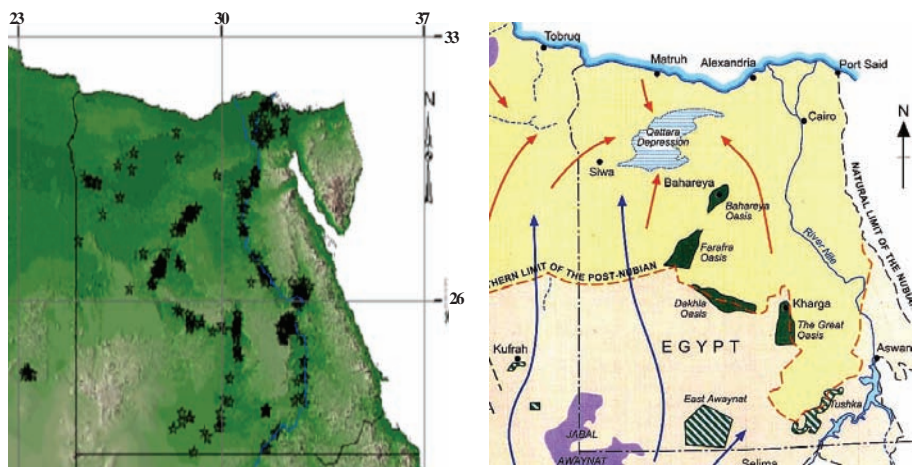 23
30
37
33
N
26
Tobruq
Matruh
Alexandria
Port Said
Cairo
N
Qattara
Depression
Siwa
Bahareya
Bahareya
Oasis
River Nile
NATURAL LIMIT OF THE NUBIAN
Farafra
Oasis
HERN LIMIT OF THE POST-NUBIAN
Dakhla
Oasis
Kharga
The Great
Oasis
EGYPT
Kufrah
Aswan
A
East Awaynat
Tushka
JABAL
AWAYNAT
Selima